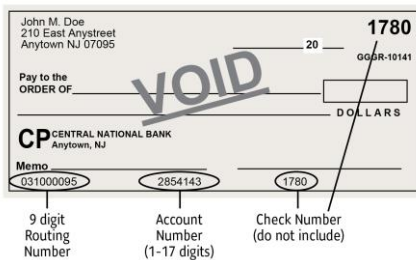 John M. Doe
210 East Anystreet
Anytown NJ 07095
1780
20
GGGR-10141
Pay to the
ORDER OF
VOID
DOLLARS
CP CENTRAL NATIONAL BANK
Anytown, NJ
Memo
031000095 2854143 1780
9 digit
Routing
Number
Account
Number
(1-17 digits)
Check Number
(do not include)